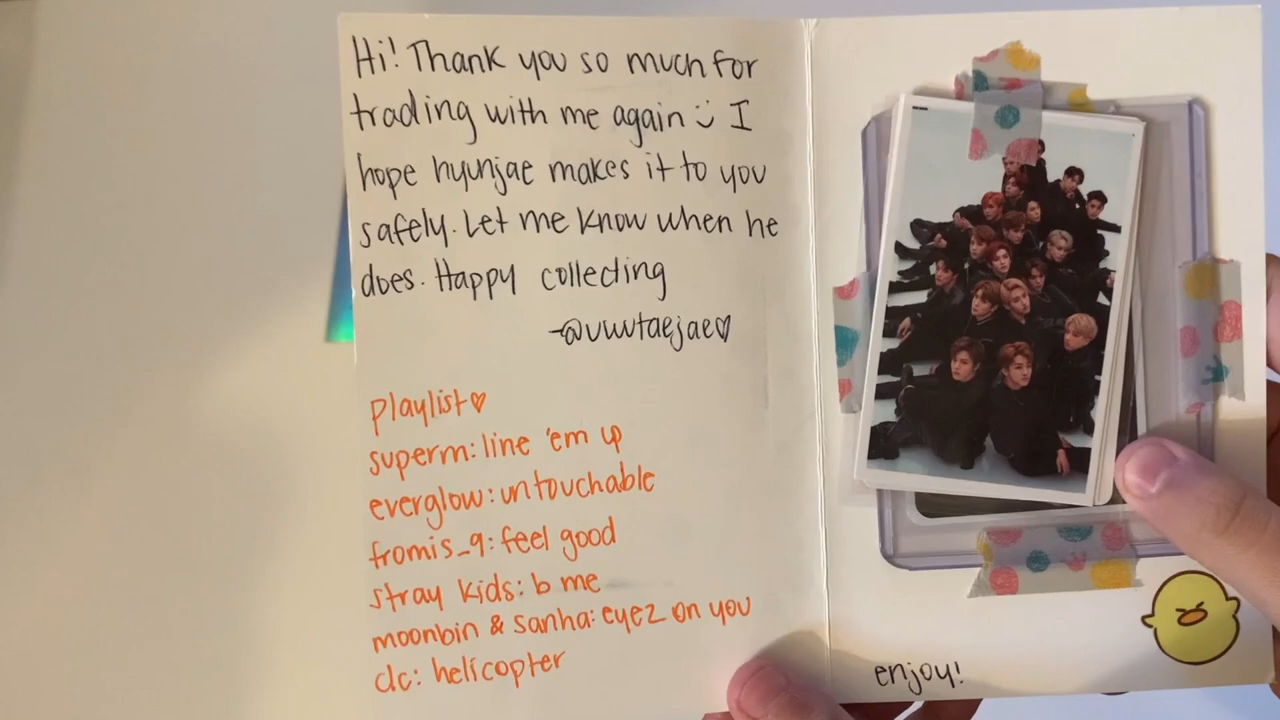 Hi! Thank you so much for
trading with me again :) I
hope hyunjae makes it to you
safely. Let me know when he
does. Happy collecting
-@uwutaejae♡
playlist♡
superm: line 'em up
everglow: untouchable
fromis_9: feel good
stray kids: b me
moonbin & sanha: eyez on you
clc: helicopter
enjoy!